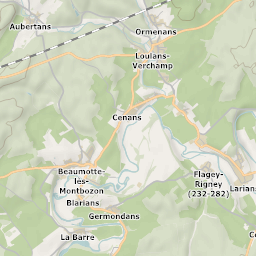 Aubertans
Ormenans
Loulans-
Verchamp
Cenans
Beaumotte-
lès-
Montbozon
Blarians
Flagey-
Rigney
(232-282)
Larians
Germondans
La Barre